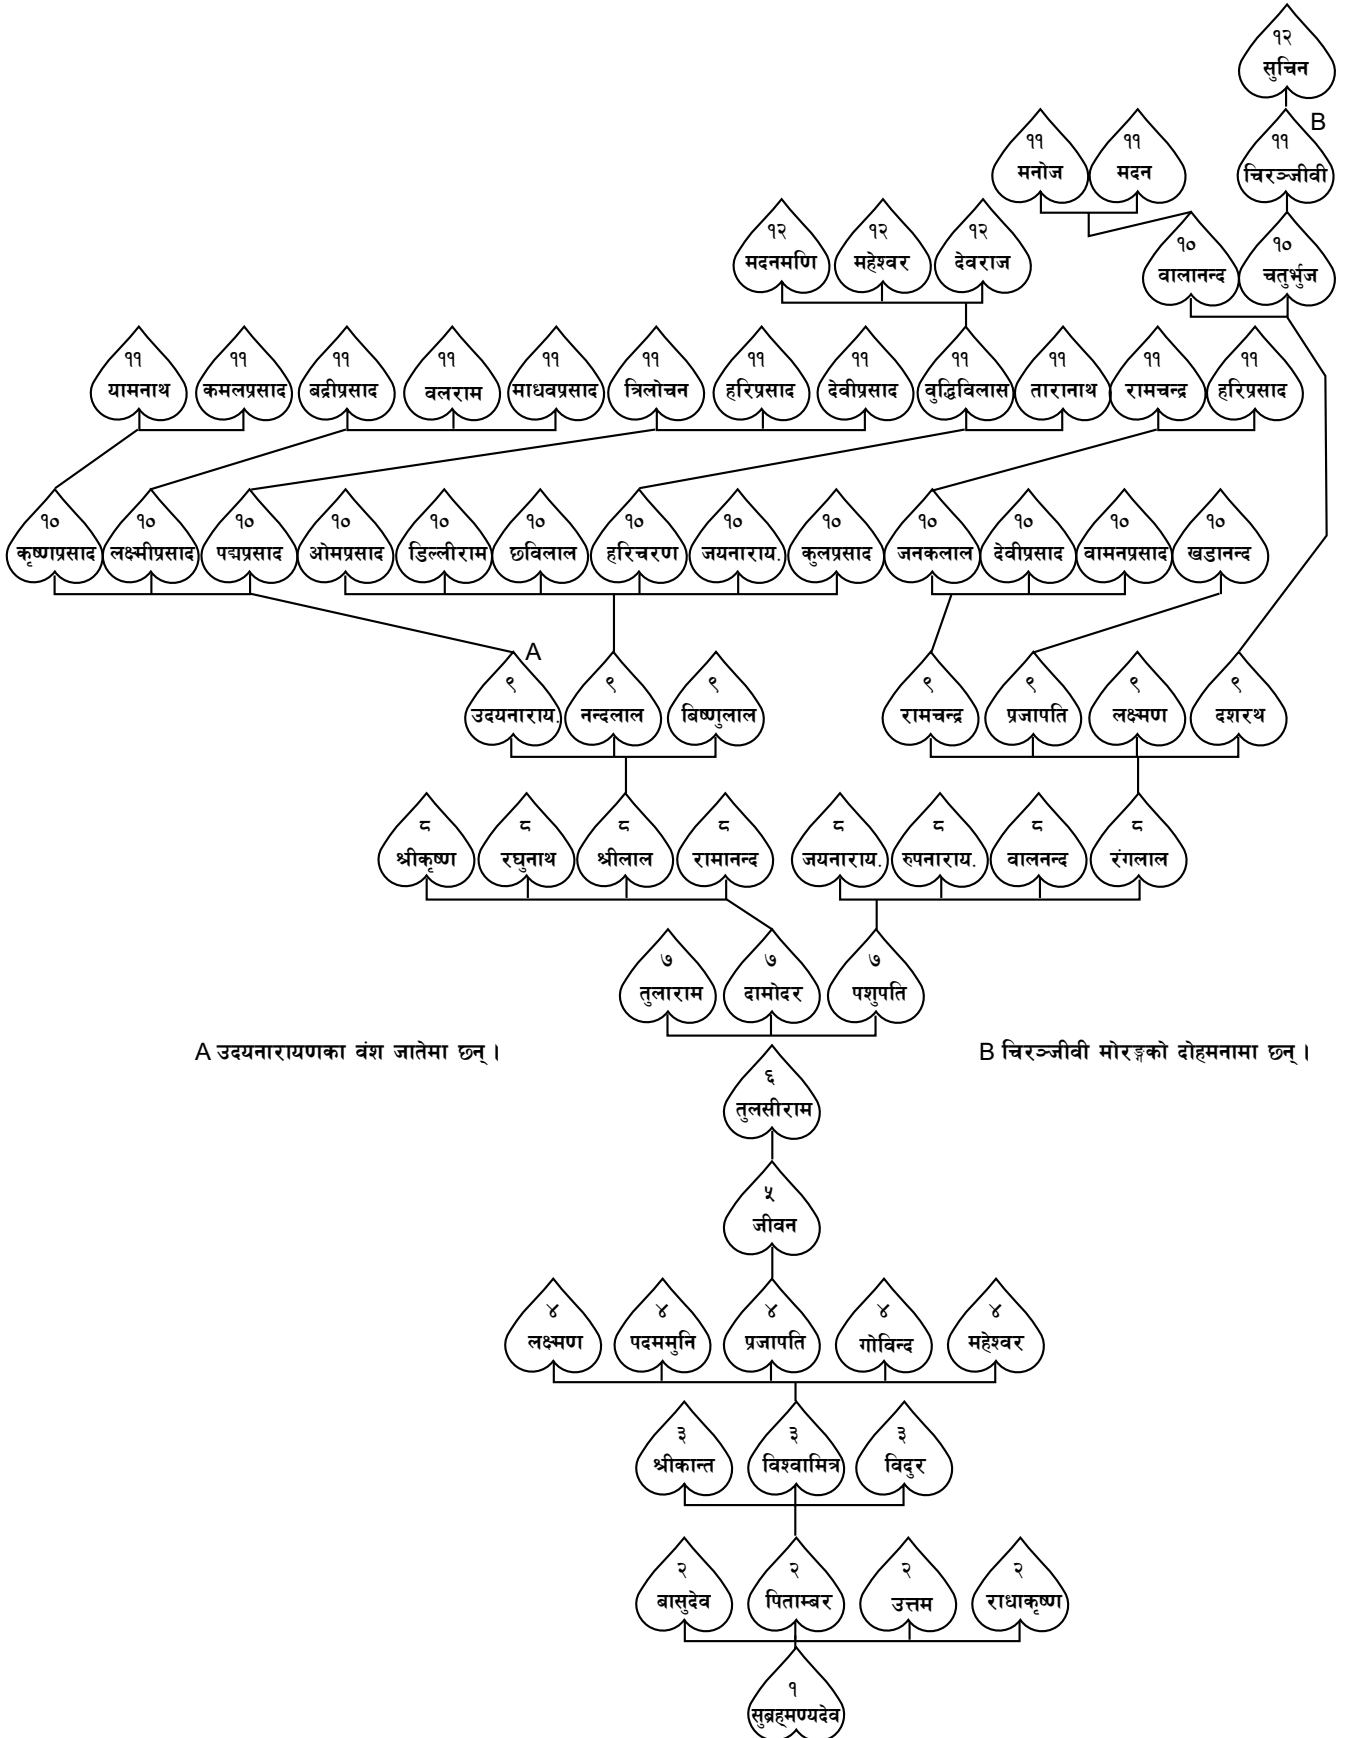 १२
सुचिन
B
११ ११ ११
मनोज मदन चिरञ्जीवी
१२ १२ १२ १० १०
मदनमणि महेश्वर देवराज वालानन्द चतुर्भुज
११ ११ ११ ११ ११ ११ ११ ११ ११ ११ ११ ११
यामनाथ कमलप्रसाद बद्रीप्रसाद वलराम माधवप्रसाद त्रिलोचन हरिप्रसाद देवीप्रसाद वुद्धिविलास तारानाथ रामचन्द्र हरिप्रसाद
१० १० १० १० १० १० १० १० १० १० १० १० १०
कृष्णप्रसाद लक्ष्मीप्रसाद पद्मप्रसाद ओमप्रसाद डिल्लीराम छविलाल हरिचरण जयनाराय. कुलप्रसाद जनकलाल देवीप्रसाद वामनप्रसाद खडानन्द
A
९ ९ ९ ९ ९ ९ ९
उदयनाराय. नन्दलाल बिष्णुलाल रामचन्द्र प्रजापति लक्ष्मण दशरथ
८ ८ ८ ८ ८ ८ ८ ८
श्रीकृष्ण रघुनाथ श्रीलाल रामानन्द जयनाराय. रुपनाराय. वालनन्द रंगलाल
७ ७ ७
तुलाराम दामोदर पशुपति
A उदयनारायणका वंश जातेमा छन् । B चिरञ्जीवी मोरङ्गको दोहमनामा छन् ।
६
तुलसीराम
५
जीवन
४ ४ ४ ४ ४
लक्ष्मण पदममुनि प्रजापति गोविन्द महेश्वर
३ ३ ३
श्रीकान्त विश्वामित्र विदुर
२ २ २ २
बासुदेव पिताम्बर उत्तम राधाकृष्ण
१
सुब्रह्मण्यदेव